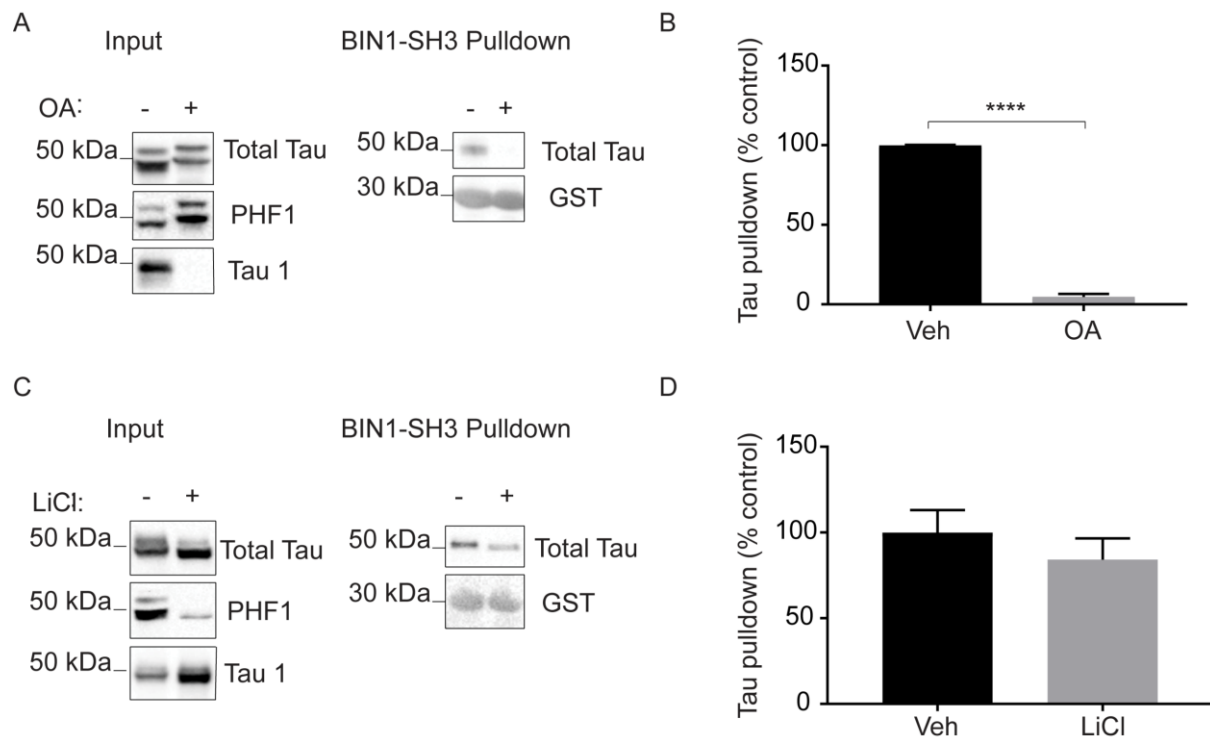 A
Input
BIN1-SH3 Pulldown
OA: - +
50 kDa Total Tau
50 kDa PHF1
50 kDa Tau 1
- +
50 kDa Total Tau
30 kDa GST
B
Tau pulldown (% control)
150
100
50
0
****
Veh OA
C
Input
BIN1-SH3 Pulldown
LiCl: - +
50 kDa Total Tau
50 kDa PHF1
50 kDa Tau 1
- +
50 kDa Total Tau
30 kDa GST
D
Tau pulldown (% control)
150
100
50
0
Veh LiCl